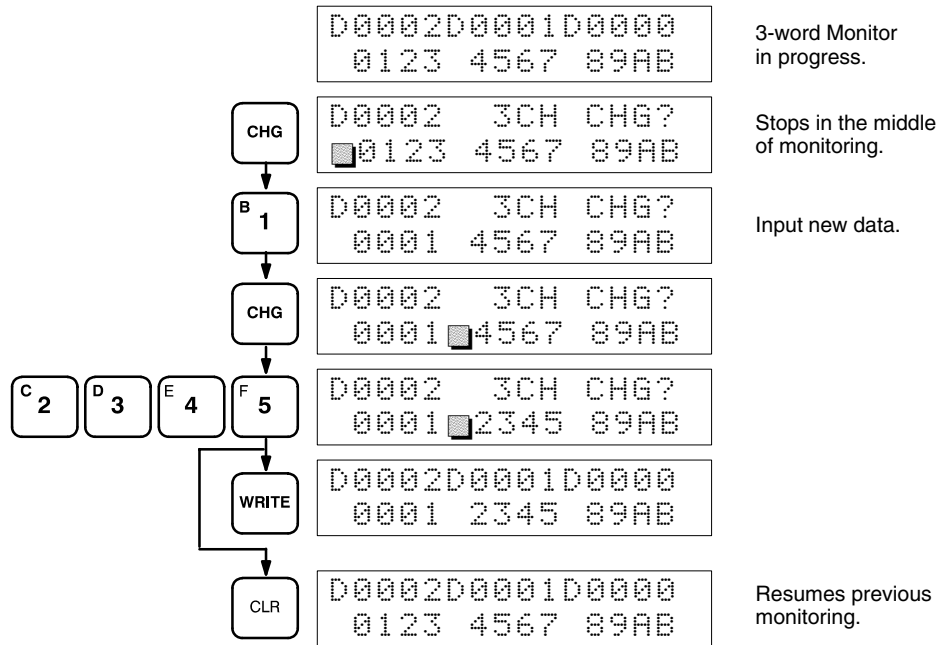 D0002D0001D0000
0123 4567 89AB
3-word Monitor
in progress.
CHG
D0002 3CH CHG?
0123 4567 89AB
Stops in the middle
of monitoring.
B 1
D0002 3CH CHG?
0001 4567 89AB
Input new data.
CHG
D0002 3CH CHG?
0001 4567 89AB
C 2 D 3 E 4 F 5
D0002 3CH CHG?
0001 2345 89AB
WRITE
D0002D0001D0000
0001 2345 89AB
CLR
D0002D0001D0000
0123 4567 89AB
Resumes previous
monitoring.